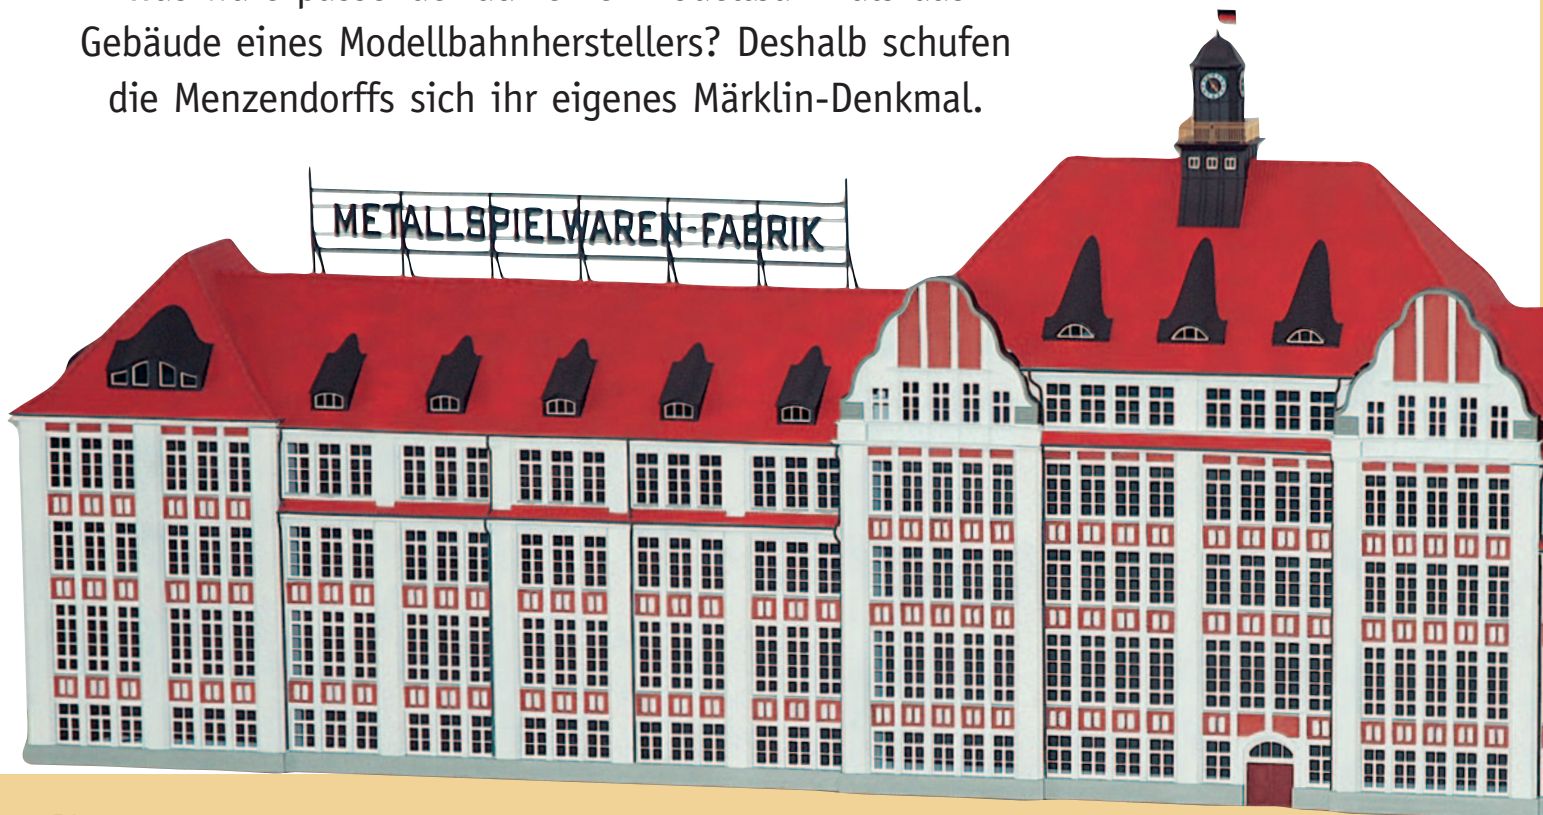 Gebäude eines Modellbahnherstellers? Deshalb schufen
die Menzendorffs sich ihr eigenes Märklin-Denkmal.
METALLSPIELWAREN-FABRIK